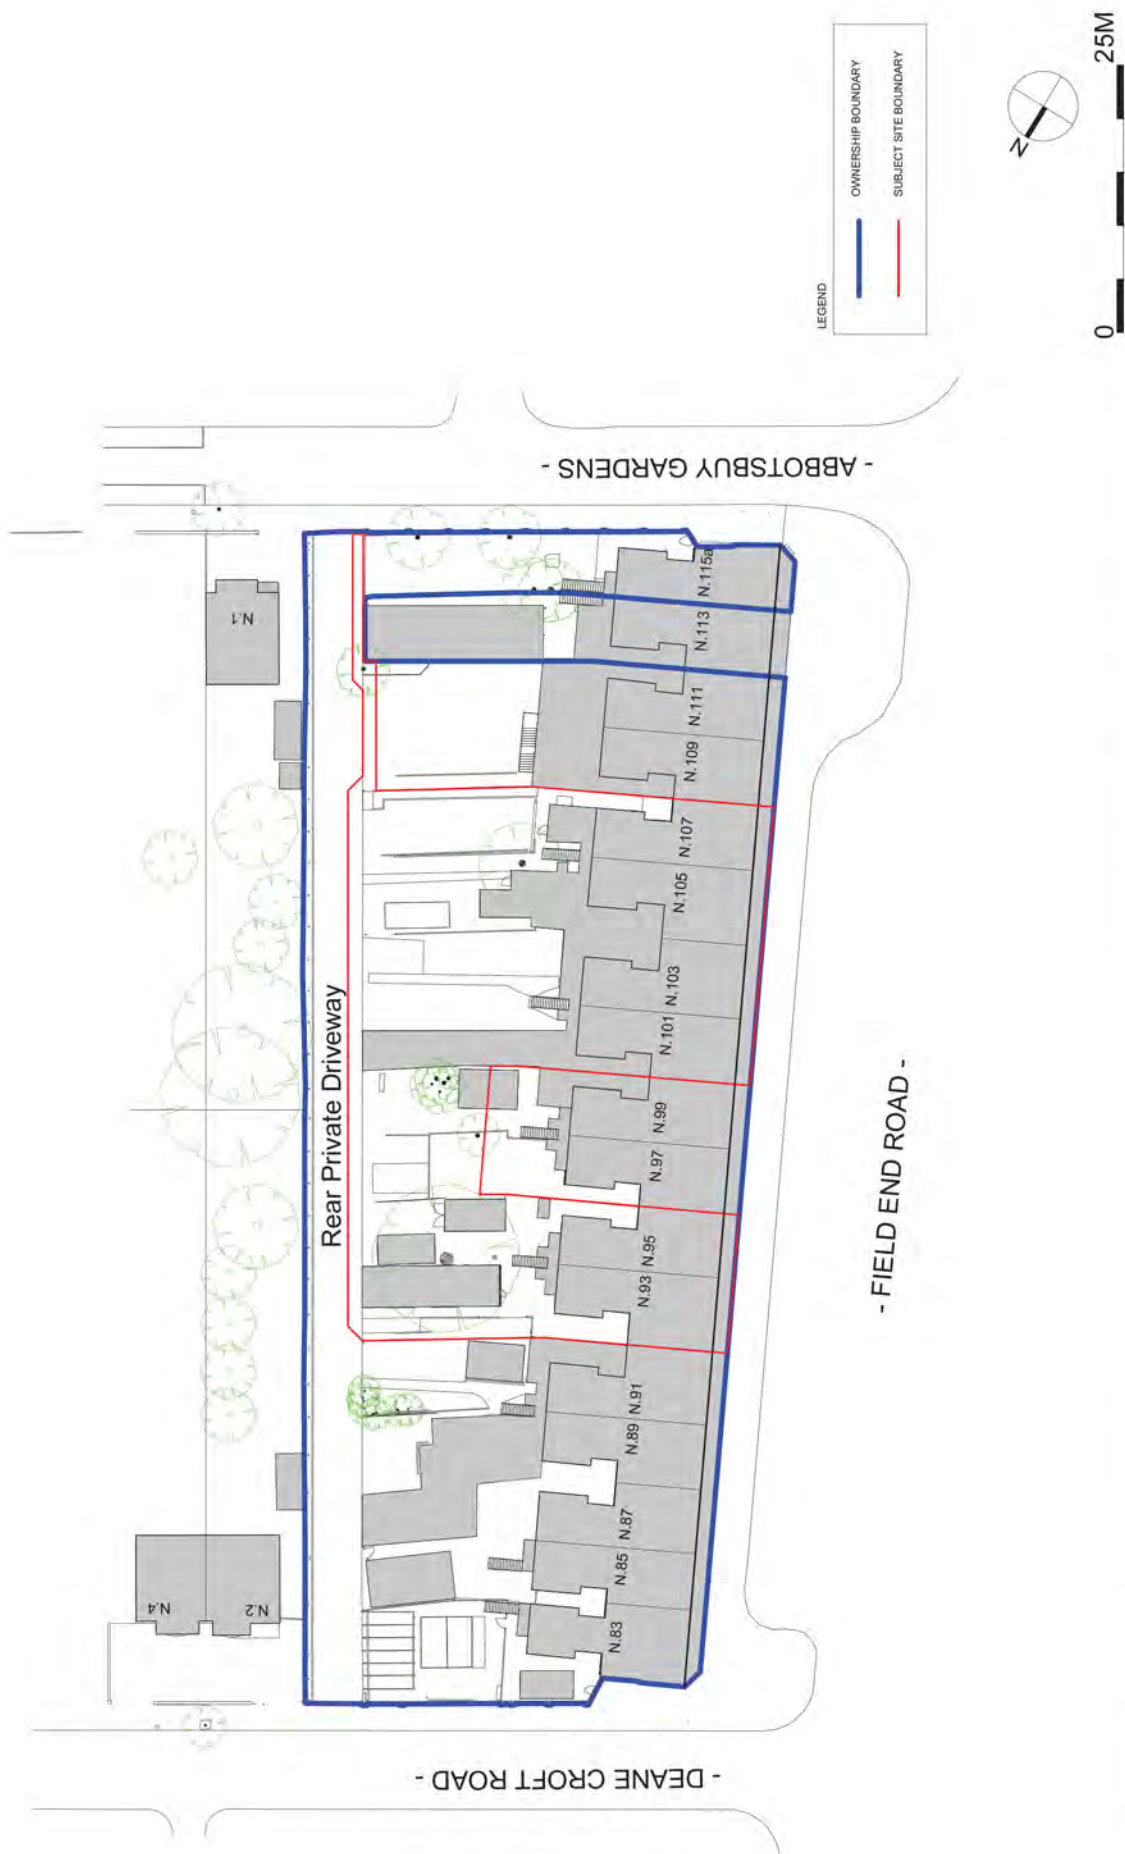 25M
0
N
LEGEND
OWNERSHIP BOUNDARY
SUBJECT SITE BOUNDARY
- ABBOTSBUY GARDENS -
N.1
N.115a
N.113
N.111
N.109
N.107
N.105
N.103
N.101
N.99
N.97
N.95
N.93
N.91
N.89
N.87
N.85
N.83
Rear Private Driveway
- FIELD END ROAD -
N.4
N.2
- DEANE CROFT ROAD -